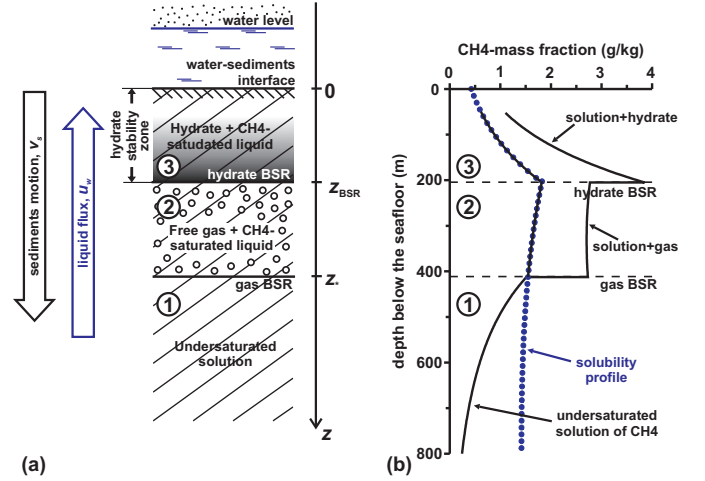 water level
water-sediments
interface
0
hydrate
stability
zone
Hydrate + CH4-
satudated liquid
3
hydrate BSR
zBSR
2
Free gas + CH4-
saturated liquid
gas BSR
z*
1
Undersaturated
solution
z
sediments motion, vs
liquid flux, uw
(a)
CH4-mass fraction (g/kg)
0 1 2 3 4
0
200
400
600
800
depth below the seafloor (m)
solution+hydrate
3
hydrate BSR
2
solution+gas
gas BSR
1
solubility
profile
undersaturated
solution of CH4
(b)